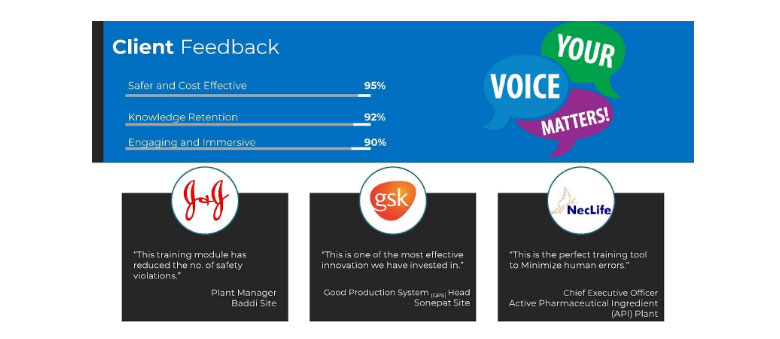 Client Feedback
Safer and Cost Effective 95%
Knowledge Retention 92%
Engaging and Immersive 90%
YOUR
VOICE
MATTERS!
J&J
"This training module has
reduced the no. of safety
violations."
Plant Manager
Baddi Site
gsk
"This is one of the most effective
innovation we have invested in."
Good Production System (GPS) Head
Sonepat Site
NecLife
"This is the perfect training tool
to Minimize human errors."
Chief Executive Officer
Active Pharmaceutical Ingredient
(API) Plant